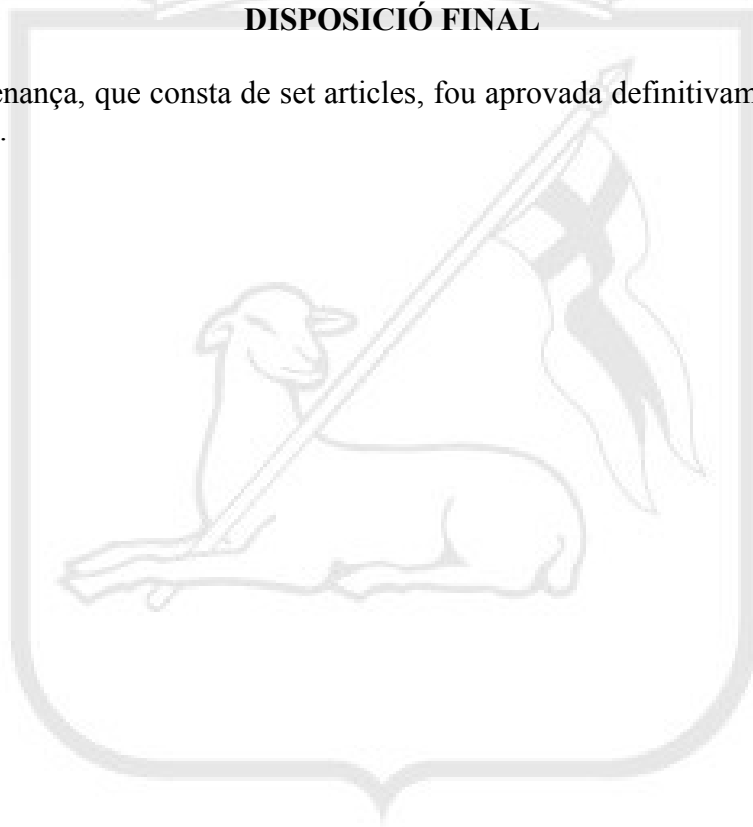 DISPOSICIÓ FINAL
enança, que consta de set articles, fou aprovada definitivam
.